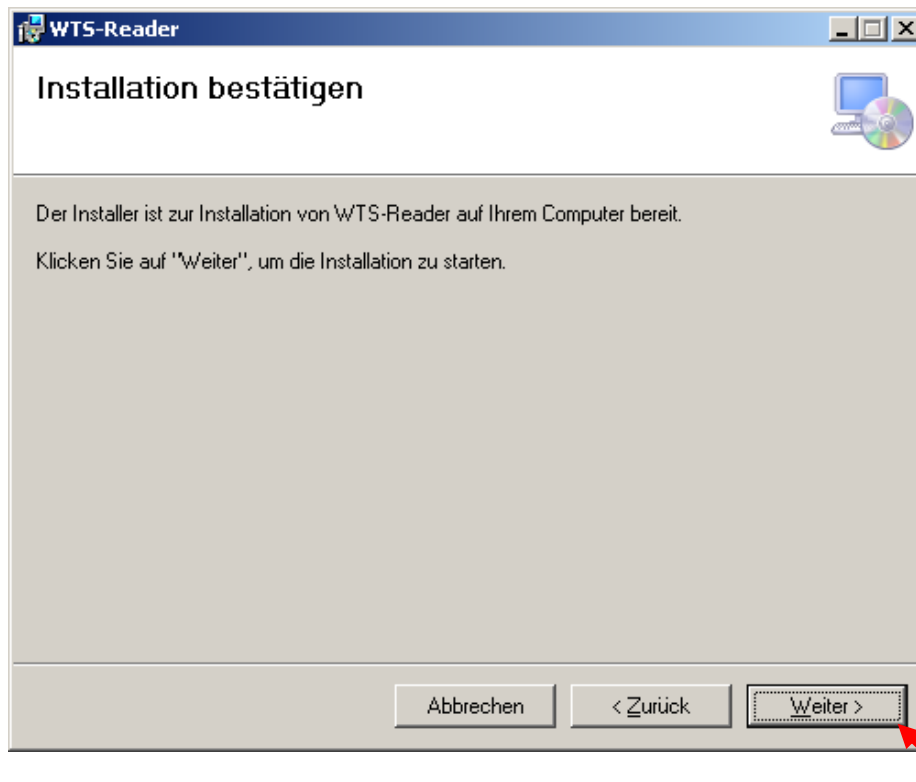 WTS-Reader
Installation bestätigen
Der Installer ist zur Installation von WTS-Reader auf Ihrem Computer bereit.
Klicken Sie auf "Weiter", um die Installation zu starten.
Abbrechen
< Zurück
Weiter >